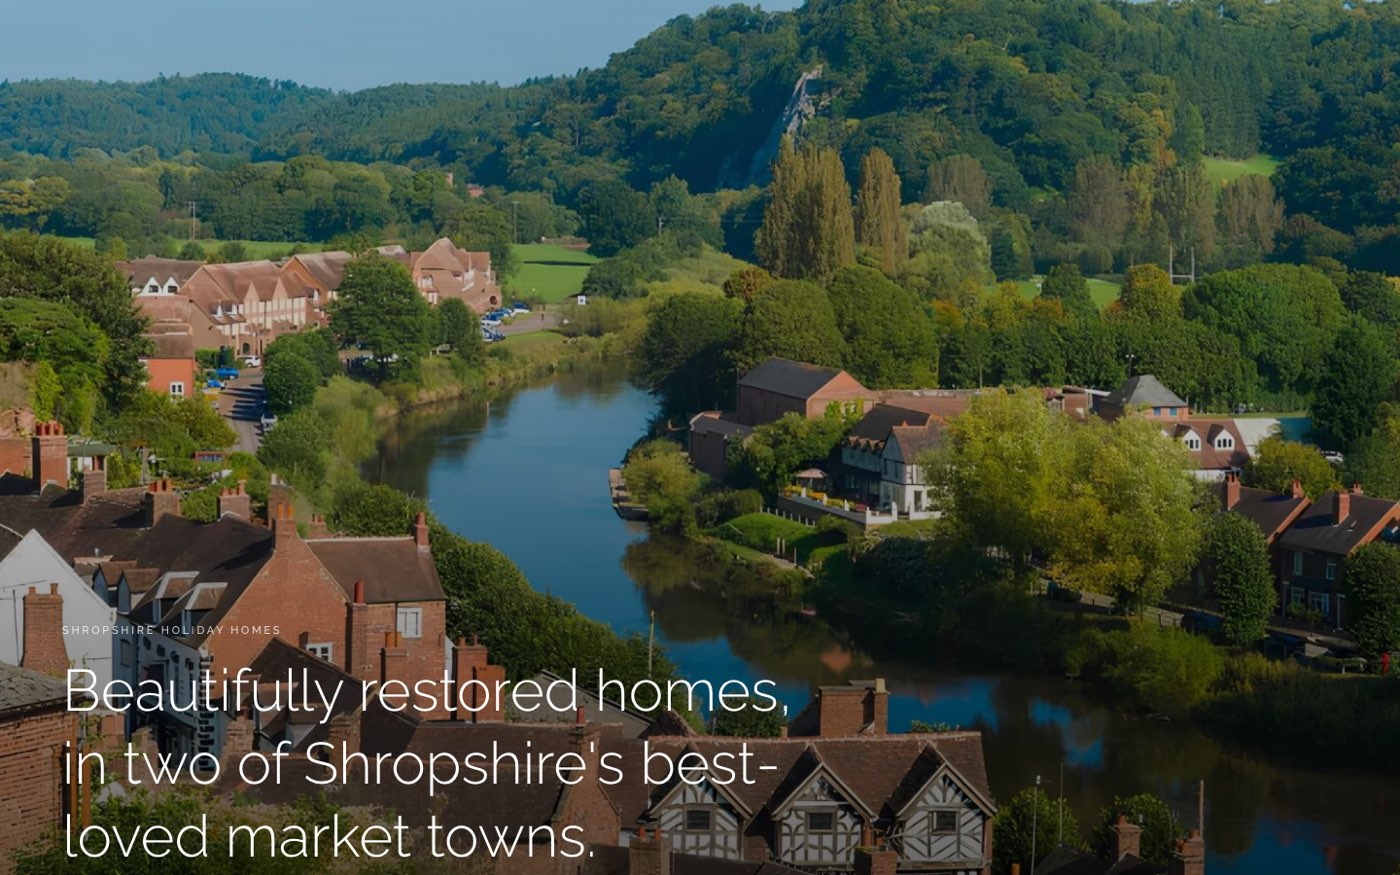 SHROPSHIRE HOLIDAY HOMES
Beautifully restored homes,
in two of Shropshire's best-
loved market towns.